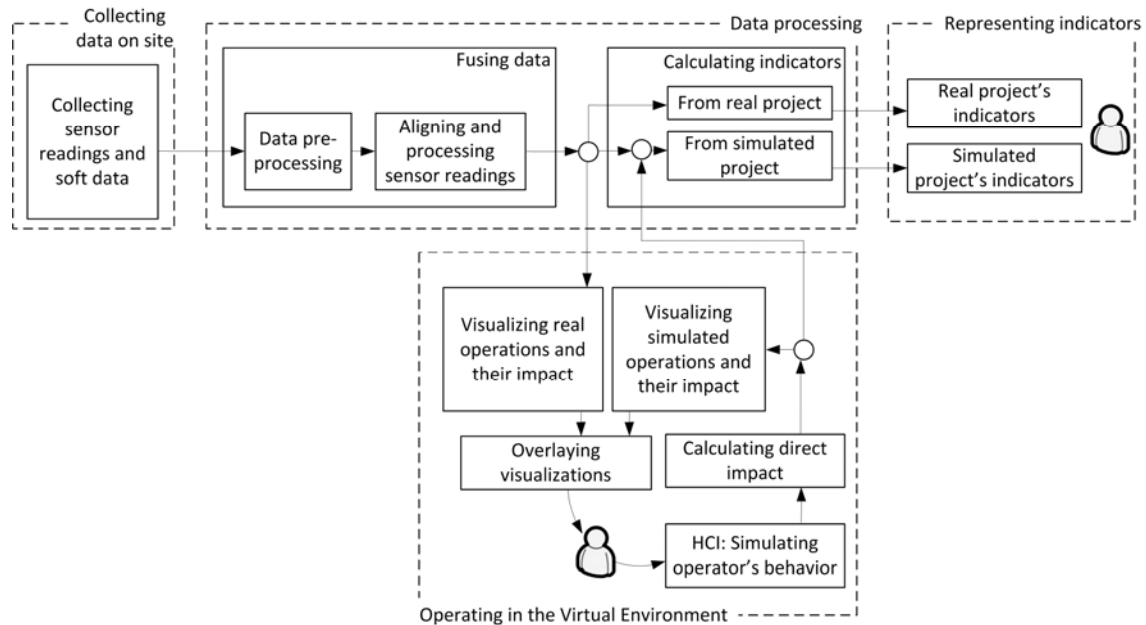 Collecting
data on site
Data processing
Representing indicators
Collecting
sensor
readings and
soft data
Fusing data
Data pre-
processing
Aligning and
processing
sensor readings
Calculating indicators
From real project
From simulated
project
Real project's
indicators
Simulated
project's indicators
Visualizing real
operations and
their impact
Visualizing
simulated
operations and
their impact
Overlaying
visualizations
Calculating direct
impact
HCI: Simulating
operator's behavior
Operating in the Virtual Environment